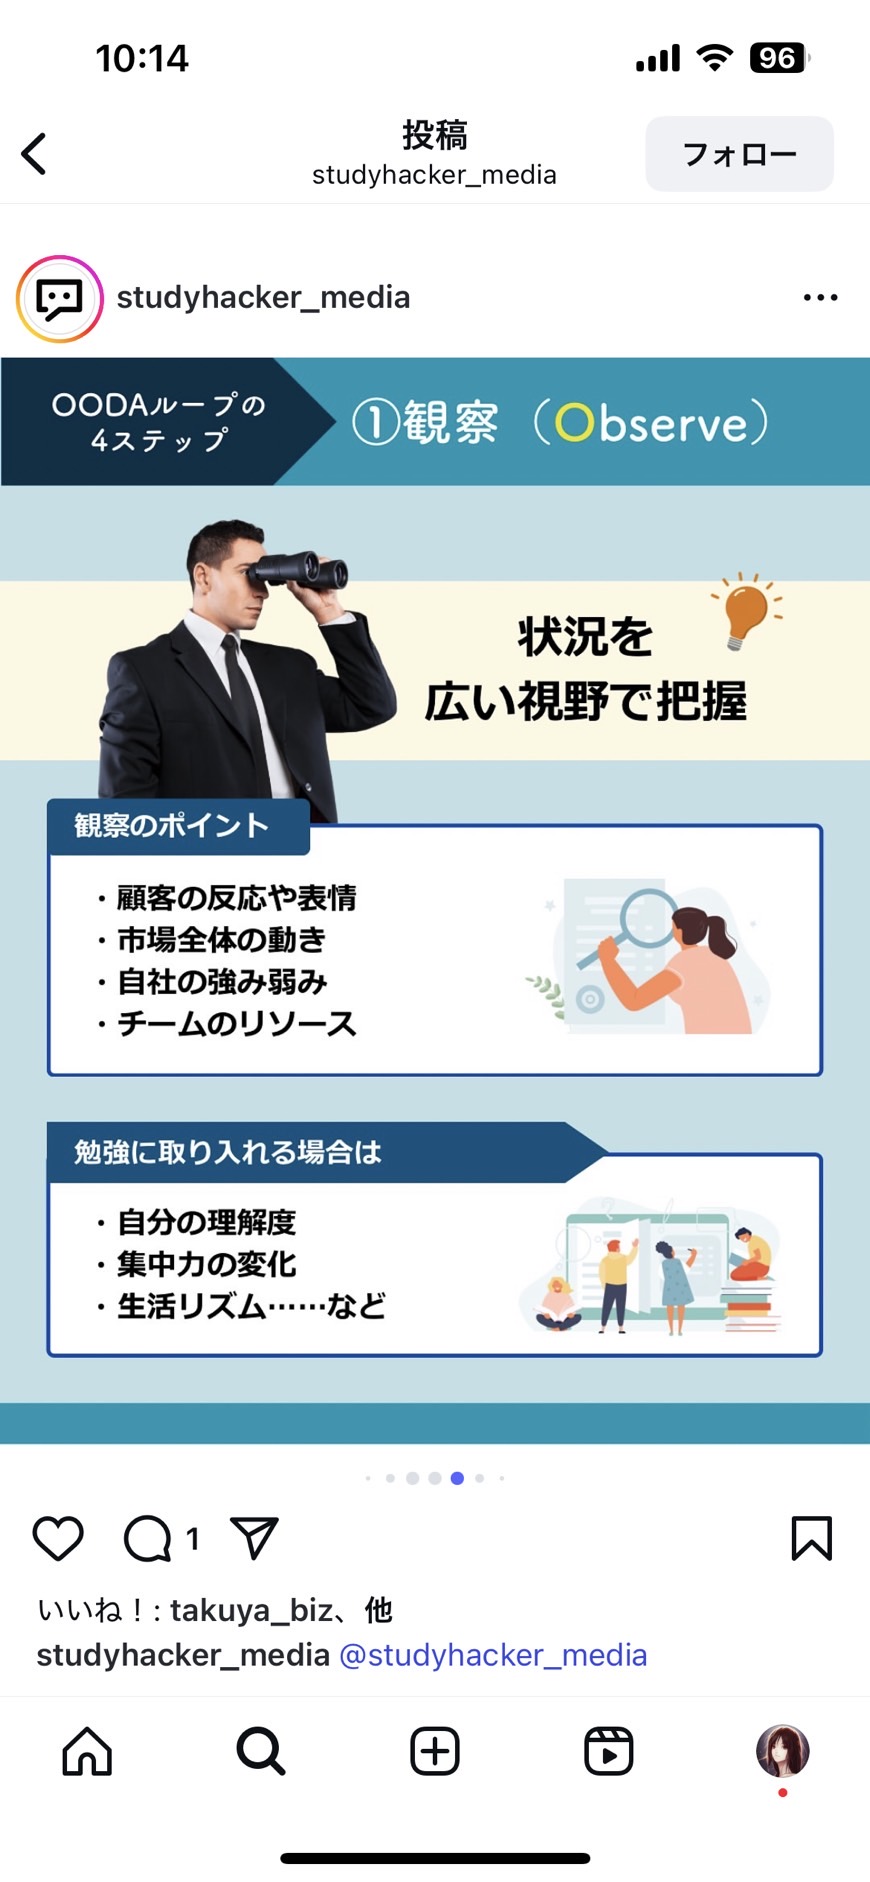 10:14
96
投稿
studyhacker_media
フォロー
studyhacker_media
OODAループの
4ステップ
①観察（Observe）
状況を
広い視野で把握
観察のポイント
・顧客の反応や表情
・市場全体の動き
・自社の強み弱み
・チームのリソース
勉強に取り入れる場合は
・自分の理解度
・集中力の変化
・生活リズム……など
1
いいね！: takuya_biz、他
studyhacker_media @studyhacker_media